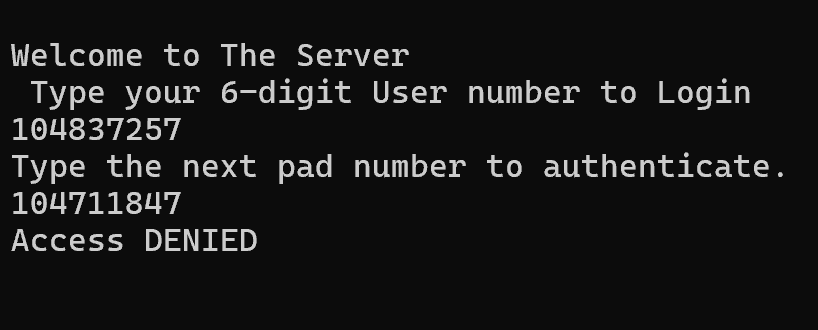 Welcome to The Server
 Type your 6-digit User number to Login
104837257
Type the next pad number to authenticate.
104711847
Access DENIED